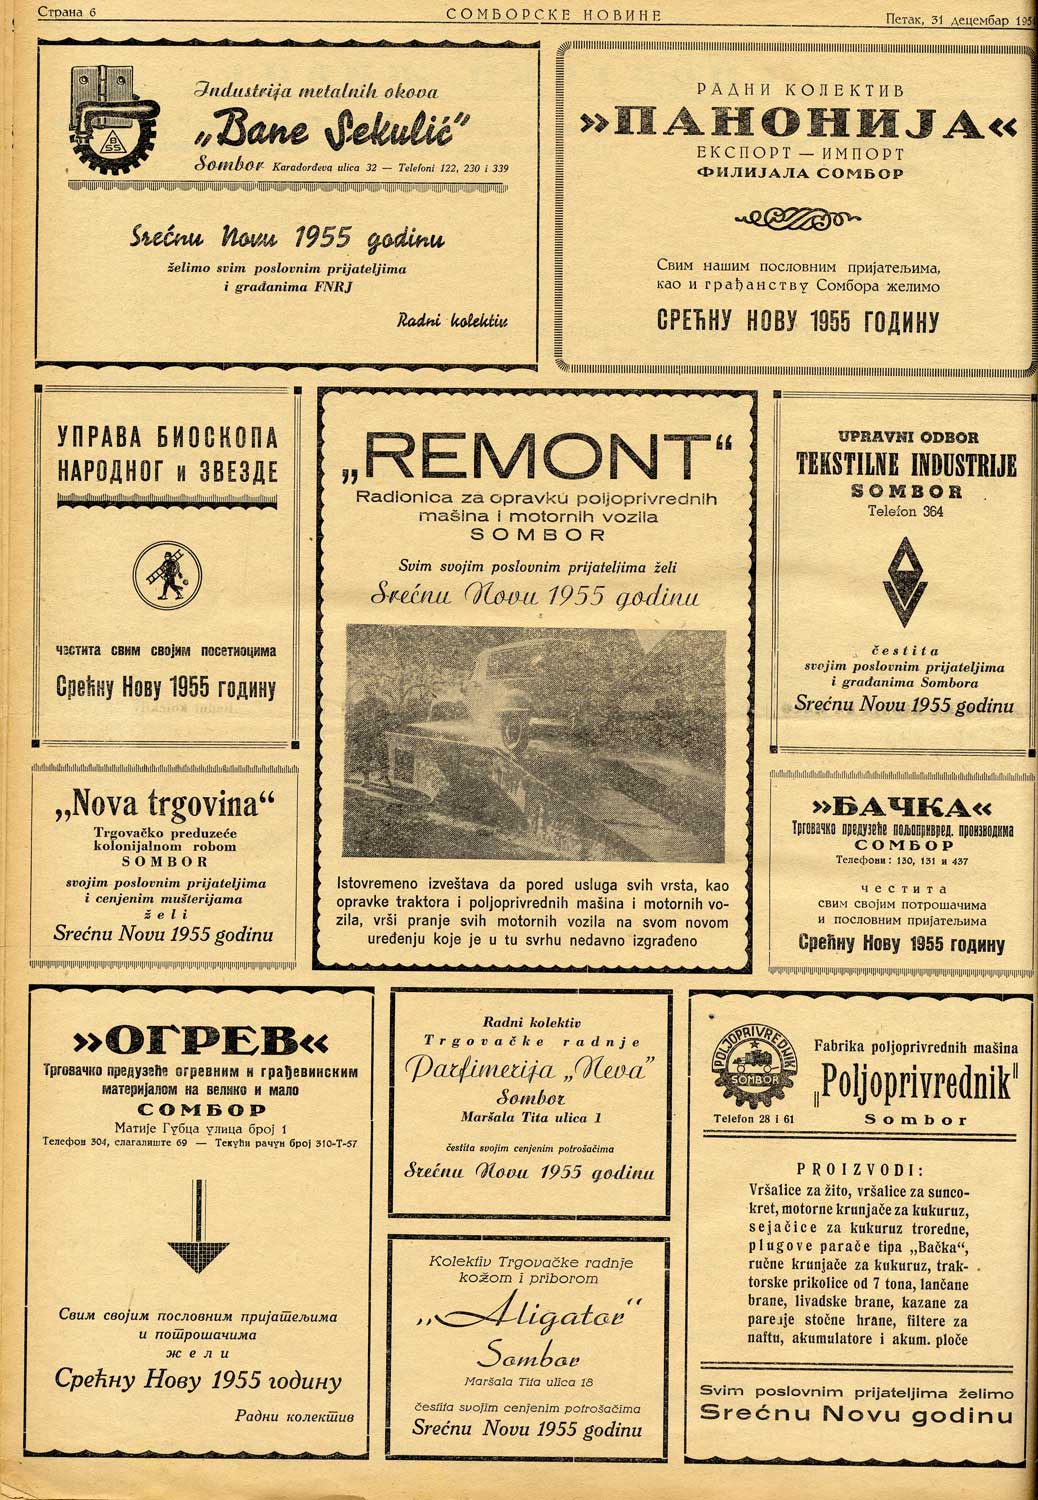 Страна 6
СОМБОРСКЕ НОВИНЕ
Петак, 31 децембар 195
Industrija metalnih okova
„Bane Sekulić”
Sombor Karađorđeva ulica 32 — Telefoni 122, 230 i 339
Srećnu Novu 1955 godinu
želimo svim poslovnim prijateljima
i građanima FNRJ
Radni kolektiv
РАДНИ КОЛЕКТИВ
»ПАНОНИЈА«
ЕКСПОРТ — ИМПОРТ
ФИЛИЈАЛА СОМБОР
Свим нашим пословним пријатељима,
као и грађанству Сомбора желимо
СРЕЋНУ НОВУ 1955 ГОДИНУ
УПРАВА БИОСКОПА
НАРОДНОГ и ЗВЕЗДЕ
честита свим својим посетиоцима
Срећну Нову 1955 годину
„REMONT“
Radionica za opravku poljoprivrednih
mašina i motornih vozila
SOMBOR
Svim svojim poslovnim prijateljima želi
Srećnu Novu 1955 godinu
Istovremeno izveštava da pored usluga svih vrsta, kao
opravke traktora i poljoprivrednih mašina i motornih vo-
zila, vrši pranje svih motornih vozila na svom novom
uređenju koje je u tu svrhu nedavno izgrađeno
UPRAVNI ODBOR
TEKSTILNE INDUSTRIJE
SOMBOR
Telefon 364
čestita
svojim poslovnim prijateljima
i građanima Sombora
Srećnu Novu 1955 godinu
„Nova trgovina“
Trgovačko preduzeće
kolonijalnom robom
SOMBOR
svojim poslovnim prijateljima
i cenjenim mušterijama
želi
Srećnu Novu 1955 godinu
»БАЧКА«
Трговачко предузеће пољопривред. производима
СОМБОР
Телефони: 130, 131 и 437
честита
свим својим потрошачима
и пословним пријатељима
Срећну Нову 1955 годину
»ОГРЕВ«
Трговачко предузеће огревним и грађевинским
материјалом на велико и мало
СОМБОР
Матије Губца улица број 1
Телефон 304, слагалиште 69 — Текући рачун број 310-Т-57
Свим својим пословним пријатељима
и потрошачима
жели
Срећну Нову 1955 годину
Радни колектив
Radni kolektiv
Trgovačke radnje
Parfimerija „Neva”
Sombor
Maršala Tita ulica 1
čestita svojim cenjenim potrošačima
Srećnu Novu 1955 godinu
Kolektiv Trgovačke radnje
kožom i priborom
„Aligator“
Sombor
Maršala Tita ulica 18
čestita svojim cenjenim potrošačima
Srećnu Novu 1955 godinu
POLJOPRIVREDNIK
SOMBOR
Telefon 28 i 61
Fabrika poljoprivrednih mašina
„Poljoprivrednik"
Sombor
PROIZVODI:
Vršalice za žito, vršalice za sunco-
kret, motorne krunjače za kukuruz,
sejačice za kukuruz troredne,
plugove parače tipa „Bačka“,
ručne krunjače za kukuruz, trak-
torske prikolice od 7 tona, lančane
brane, livadske brane, kazane za
parenje stočne hrane, filtere za
naftu, akumulatore i akum. ploče
Svim poslovnim prijateljima želimo
Srećnu Novu godinu